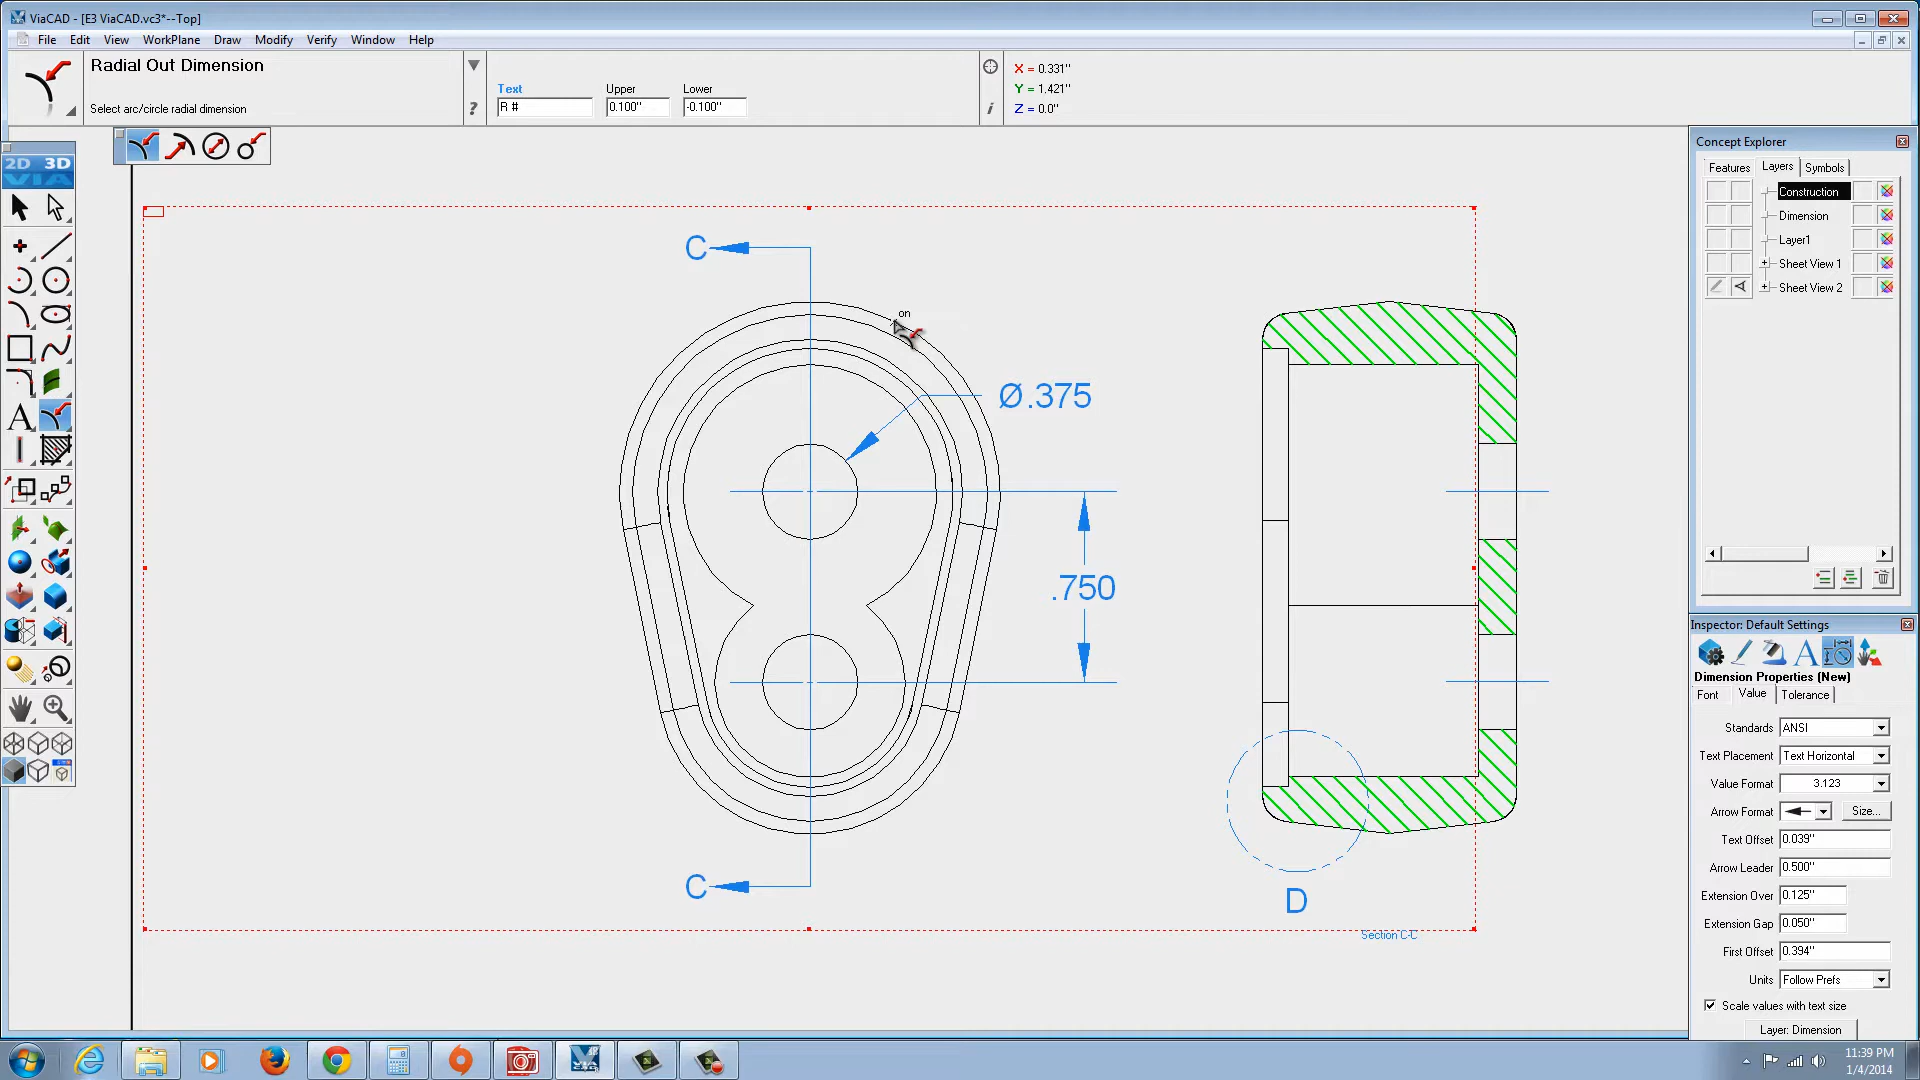 ViaCAD - [E3 ViaCAD.vc3*--Top]
File Edit View WorkPlane Draw Modify Verify Window Help
Radial Out Dimension
Select arc/circle radial dimension
?
Text Upper Lower
R # 0.100" -0.100"
i
X = 0.331"
Y = 1.421"
Z = 0.0"
2D 3D
VIA
A
C
on
Ø.375
.750
C
D
Section C-C
Concept Explorer
Features Layers Symbols
Construction
Dimension
Layer1
Sheet View 1
Sheet View 2
Inspector: Default Settings
A
Dimension Properties (New)
Font Value Tolerance
Standards ANSI
Text Placement Text Horizontal
Value Format 3.123
Arrow Format Size...
Text Offset 0.039"
Arrow Leader 0.500"
Extension Over 0.125"
Extension Gap 0.050"
First Offset 0.394"
Units Follow Prefs
Scale values with text size
Layer: Dimension
11:39 PM
1/4/2014